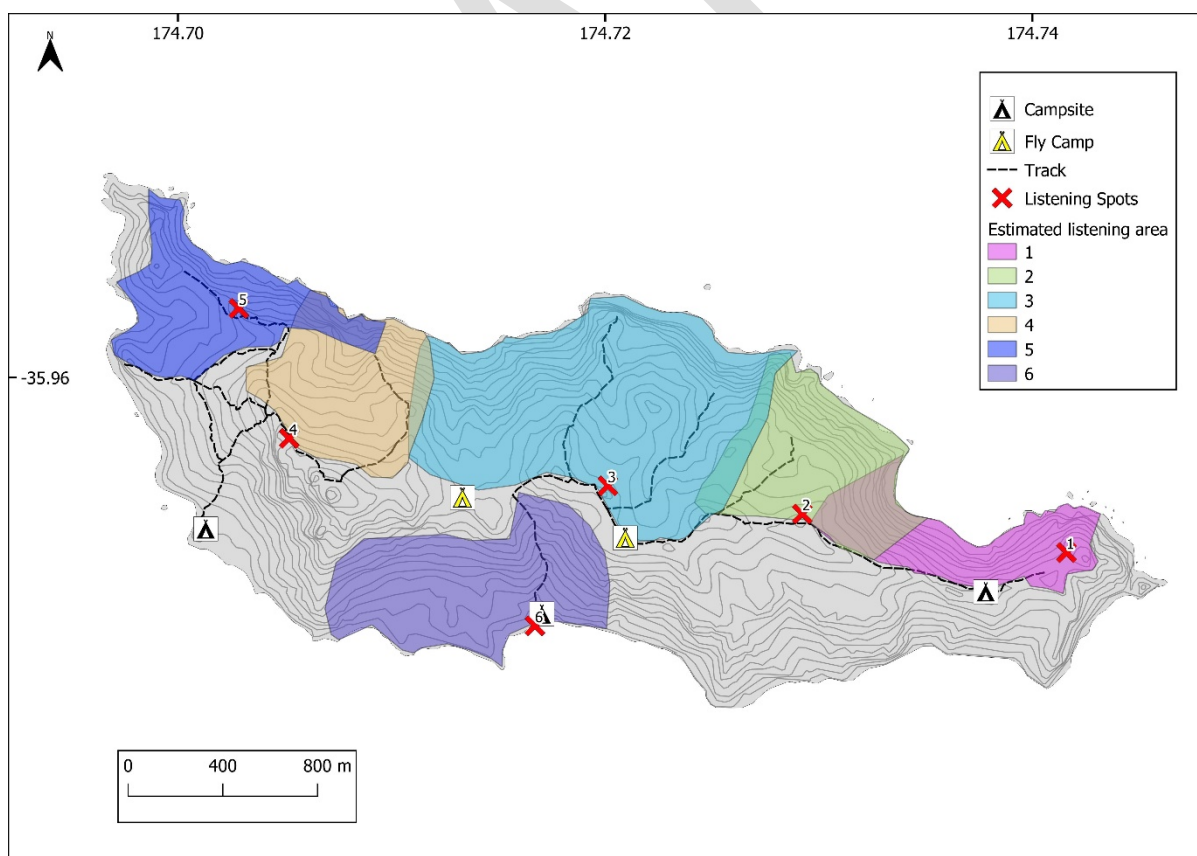 174.70 174.72 174.74
N
-35.96
Campsite
Fly Camp
Track
Listening Spots
Estimated listening area
1
2
3
4
5
6
5
4
3
2
1
6
0 400 800 m